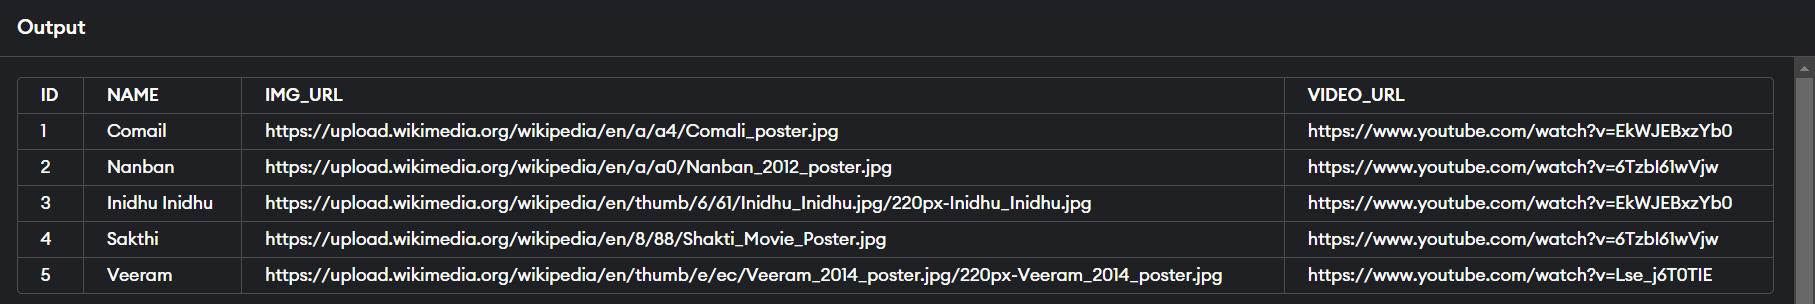 Output
ID NAME IMG_URL VIDEO_URL
1 Comail https://upload.wikimedia.org/wikipedia/en/a/a4/Comali_poster.jpg https://www.youtube.com/watch?v=EkWJEBxzYb0
2 Nanban https://upload.wikimedia.org/wikipedia/en/a/a0/Nanban_2012_poster.jpg https://www.youtube.com/watch?v=6TzbI61wVjw
3 Inidhu Inidhu https://upload.wikimedia.org/wikipedia/en/thumb/6/61/Inidhu_Inidhu.jpg/220px-Inidhu_Inidhu.jpg https://www.youtube.com/watch?v=EkWJEBxzYb0
4 Sakthi https://upload.wikimedia.org/wikipedia/en/8/88/Shakti_Movie_Poster.jpg https://www.youtube.com/watch?v=6TzbI61wVjw
5 Veeram https://upload.wikimedia.org/wikipedia/en/thumb/e/ec/Veeram_2014_poster.jpg/220px-Veeram_2014_poster.jpg https://www.youtube.com/watch?v=Lse_j6T0TIE